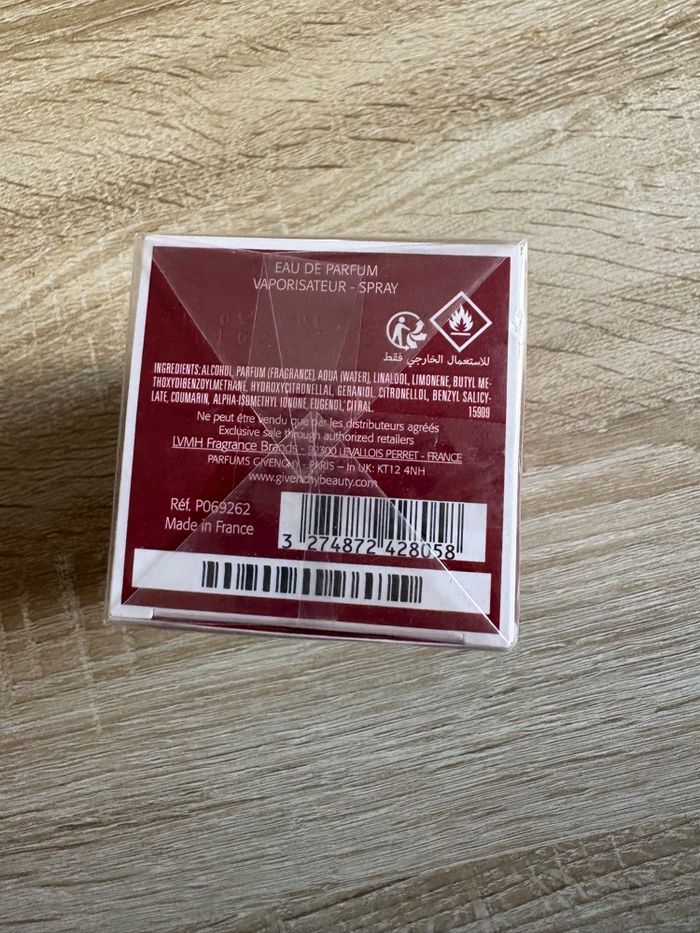 EAU DE PARFUM
VAPORISATEUR - SPRAY
للاستعمال الخارجي فقط
INGREDIENTS: ALCOHOL, PARFUM (FRAGRANCE), AQUA (WATER), LINALOOL, LIMONENE, BUTYL ME-
THOXYDIBENZOYLMETHANE, HYDROXYCITRONELLAL, GERANIOL, CITRONELLOL, BENZYL SALICY-
LATE, COUMARIN, ALPHA-ISOMETHYL IONONE, EUGENOL, CITRAL. 15909
Ne peut être vendu que par les distributeurs agréés
Exclusive sale through authorized retailers
LVMH Fragrance Brands - 92300 LEVALLOIS PERRET - FRANCE
PARFUMS GIVENCHY - PARIS – In UK: KT12 4NH
www.givenchybeauty.com
Réf. P069262
Made in France
3 274872 428058